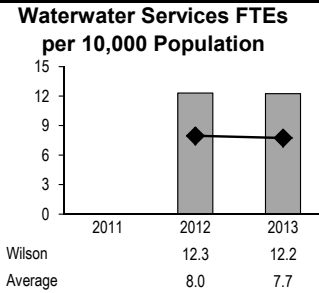 Waterwater Services FTEs
per 10,000 Population
15
12
9
6
3
0
2011 2012 2013
Wilson 12.3 12.2
Average 8.0 7.7